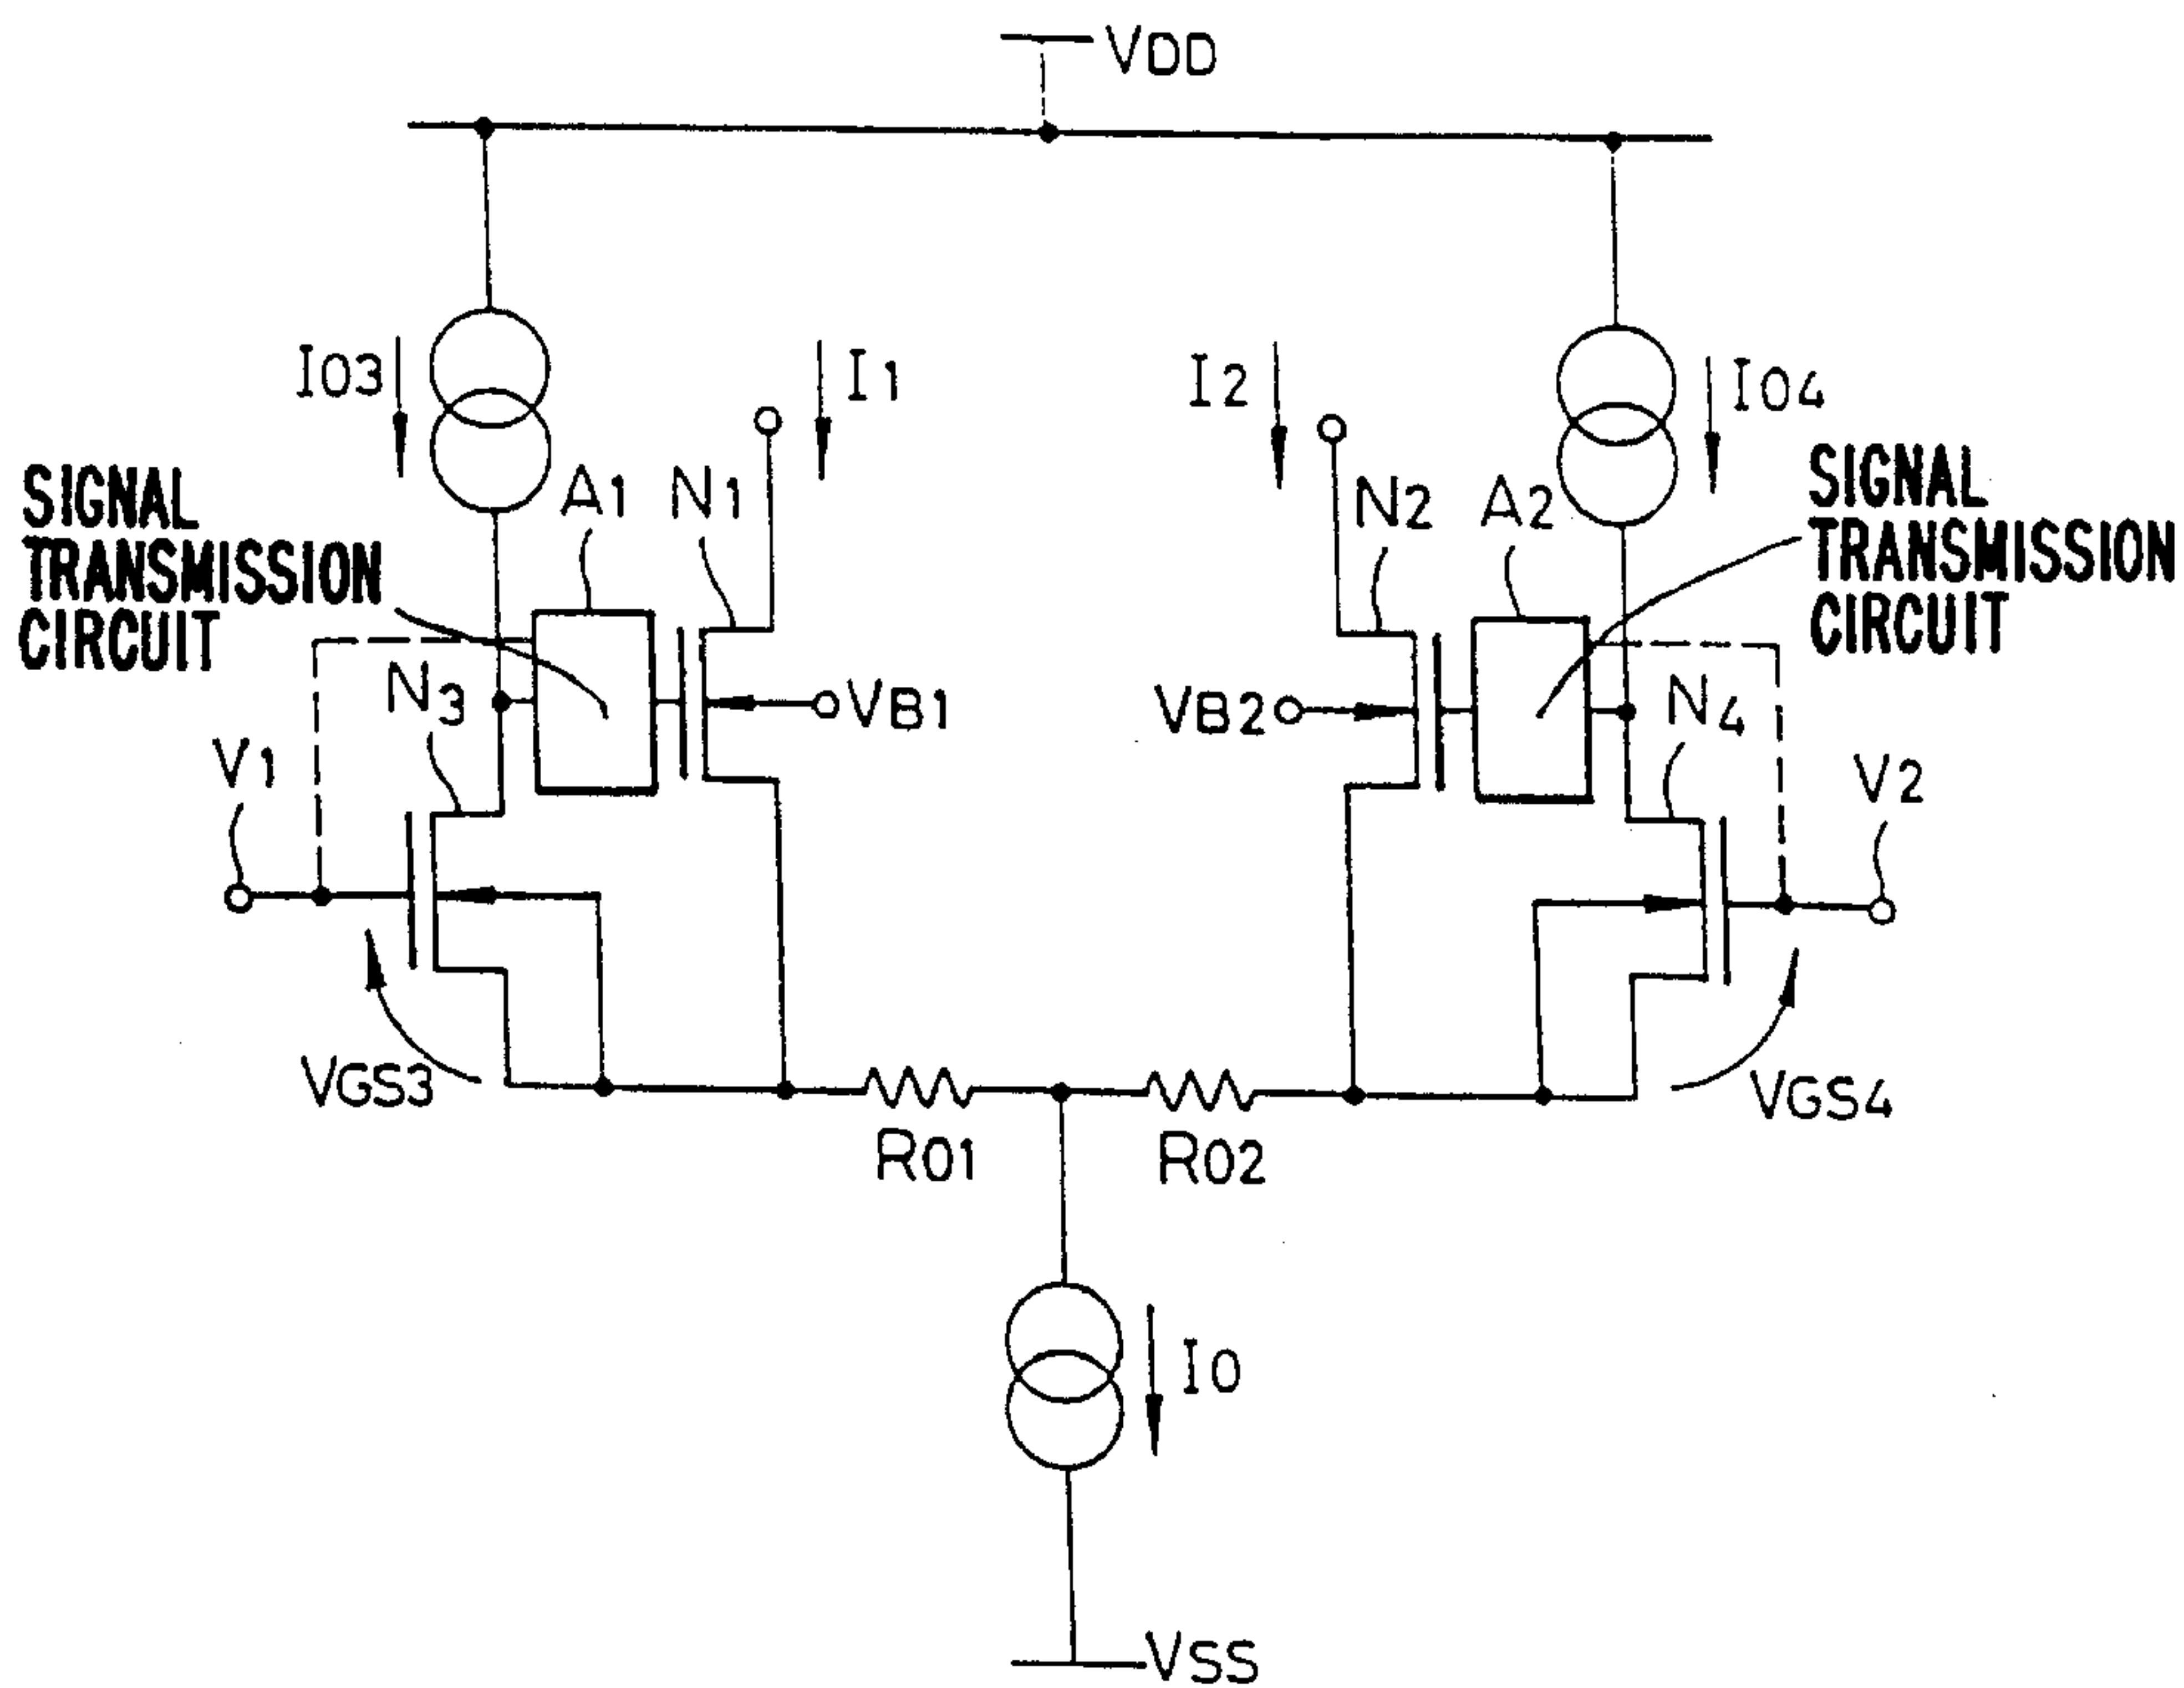 VDD
I03
I1
I2
I04
SIGNAL
TRANSMISSION
CIRCUIT
A1
N1
N2
A2
SIGNAL
TRANSMISSION
CIRCUIT
N3
VB1
VB2
N4
V1
V2
VGS3
VGS4
R01
R02
I0
VSS